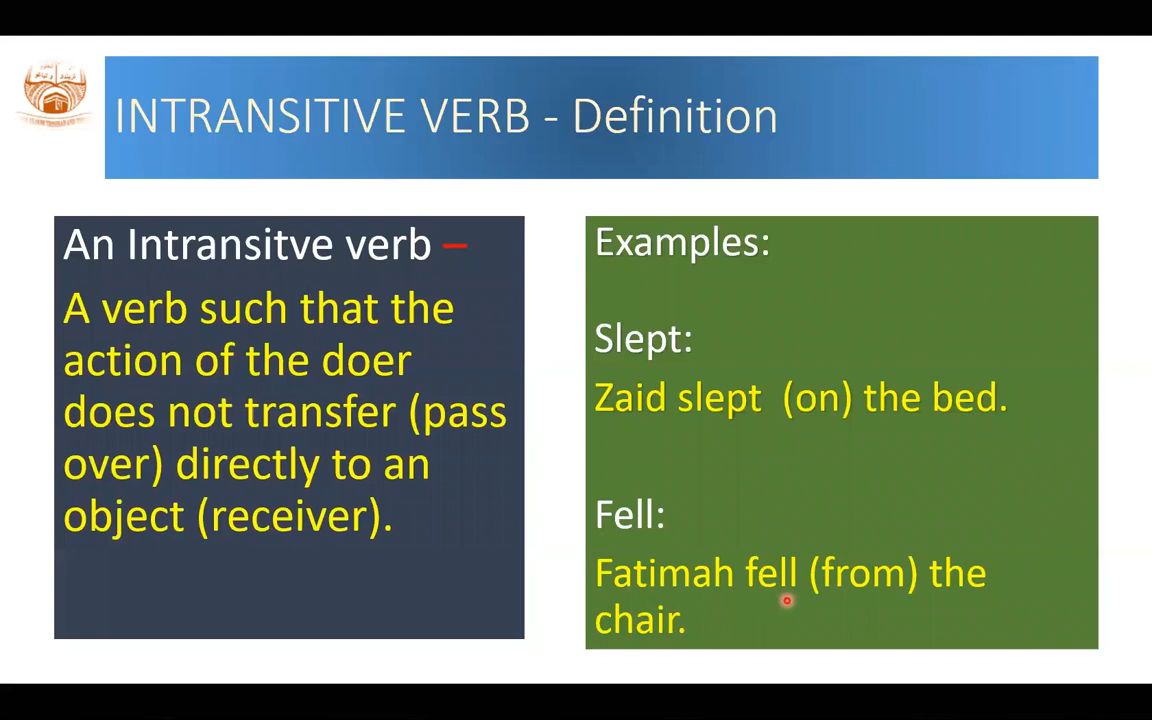 INTRANSITIVE VERB - Definition
An Intransitve verb –
A verb such that the
action of the doer
does not transfer (pass
over) directly to an
object (receiver).
Examples:
Slept:
Zaid slept (on) the bed.
Fell:
Fatimah fell (from) the
chair.